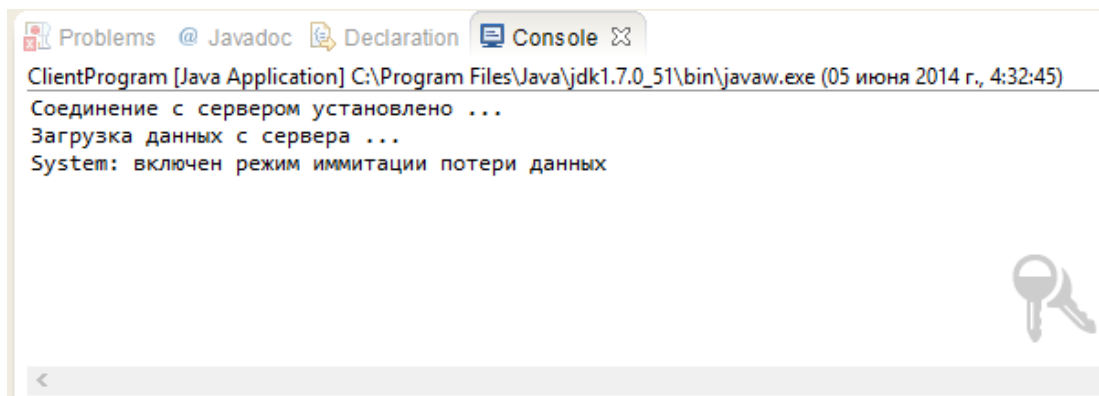 Problems @ Javadoc Declaration Console
ClientProgram [Java Application] C:\Program Files\Java\jdk1.7.0_51\bin\javaw.exe (05 июня 2014 г., 4:32:45)
Соединение с сервером установлено ...
Загрузка данных с сервера ...
System: включен режим иммитации потери данных